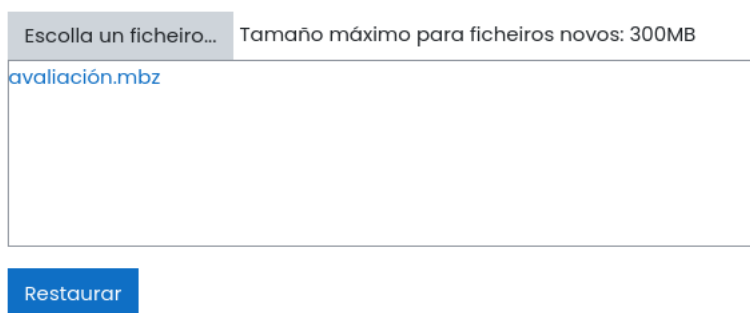 Escolla un ficheiro... Tamaño máximo para ficheiros novos: 300MB
avaliación.mbz
Restaurar